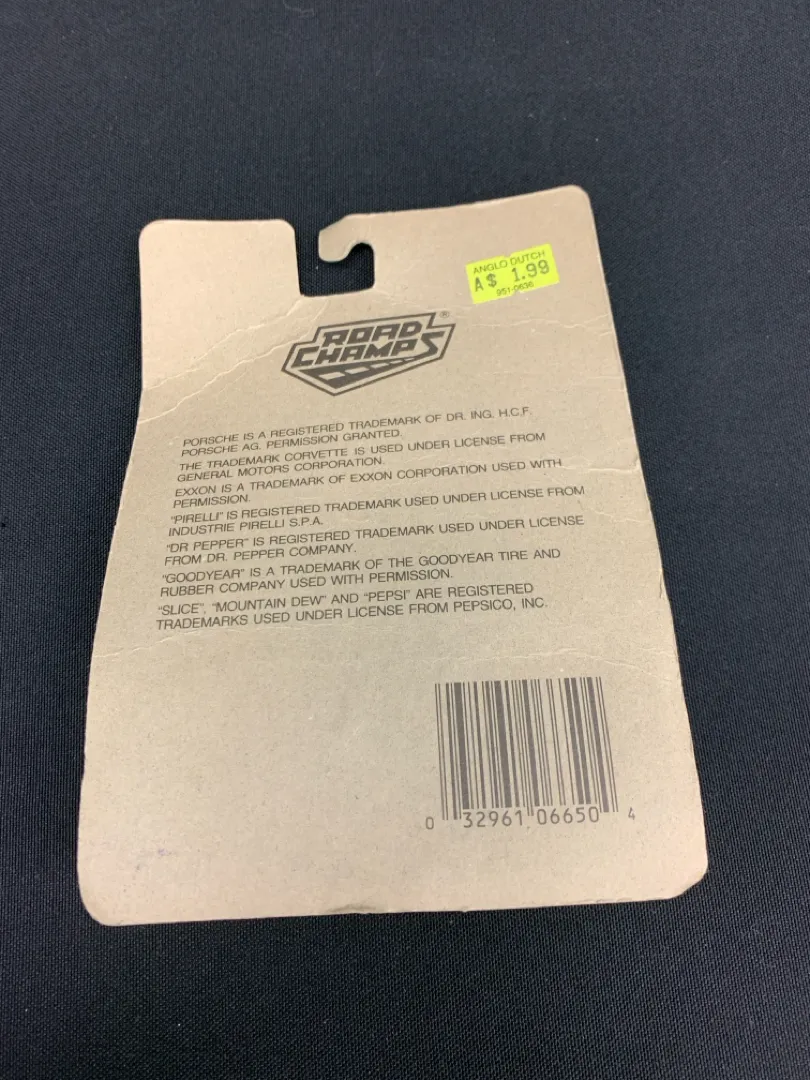 ANGLO DUTCH
A$ 1.99
951-0636
ROAD
CHAMPS®
PORSCHE IS A REGISTERED TRADEMARK OF DR. ING. H.C.F.
PORSCHE AG. PERMISSION GRANTED.
THE TRADEMARK CORVETTE IS USED UNDER LICENSE FROM
GENERAL MOTORS CORPORATION.
EXXON IS A TRADEMARK OF EXXON CORPORATION USED WITH
PERMISSION.
"PIRELLI" IS REGISTERED TRADEMARK USED UNDER LICENSE FROM
INDUSTRIE PIRELLI S.P.A.
"DR PEPPER" IS REGISTERED TRADEMARK USED UNDER LICENSE
FROM DR. PEPPER COMPANY.
"GOODYEAR" IS A TRADEMARK OF THE GOODYEAR TIRE AND
RUBBER COMPANY USED WITH PERMISSION.
"SLICE", "MOUNTAIN DEW" AND "PEPSI" ARE REGISTERED
TRADEMARKS USED UNDER LICENSE FROM PEPSICO, INC.
0 32961 06650 4